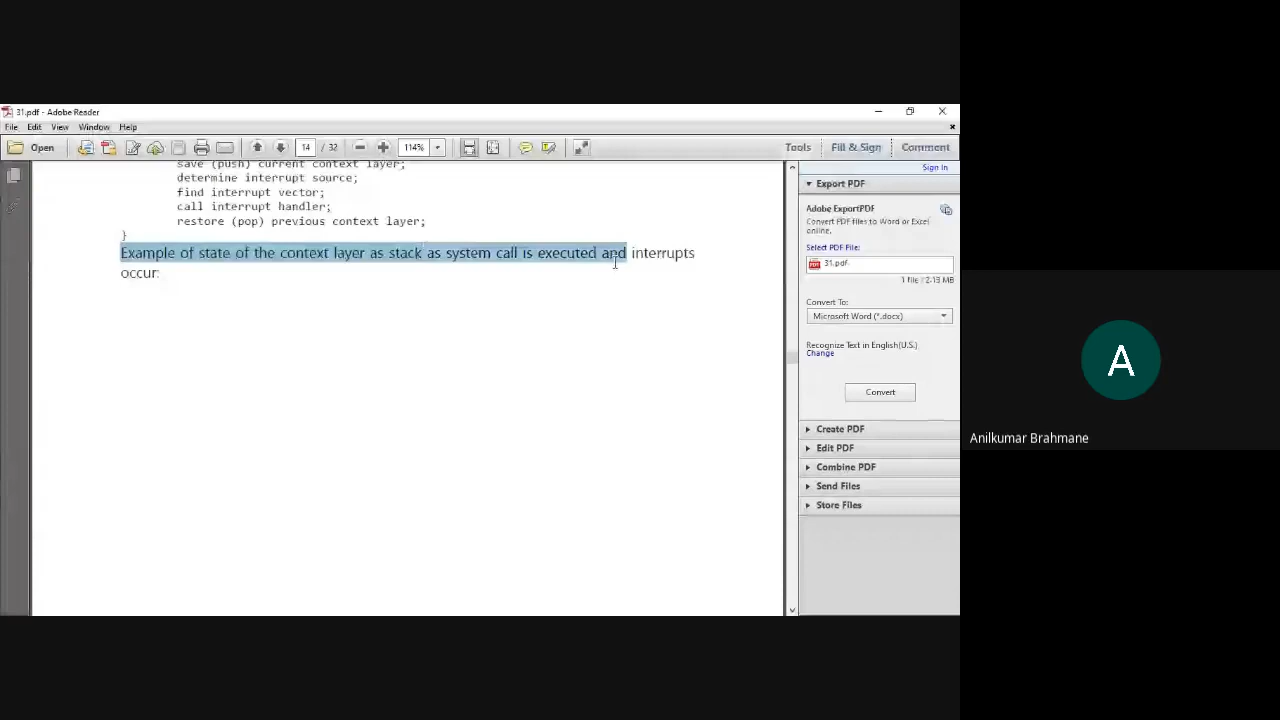 31.pdf - Adobe Reader
File Edit View Window Help
Open 14 / 32 114% Tools Fill & Sign Comment
save (push) current context layer;
determine interrupt source;
find interrupt vector;
call interrupt handler;
restore (pop) previous context layer;
}
Example of state of the context layer as stack as system call is executed and interrupts
occur:
Sign In
Export PDF
Adobe ExportPDF
Convert PDF files to Word or Excel
online.
Select PDF File:
31.pdf
1 file / 2.13 MB
Convert To:
Microsoft Word (*.docx)
Recognize Text in English(U.S.)
Change
Convert
Create PDF
Edit PDF
Combine PDF
Send Files
Store Files
A
Anilkumar Brahmane